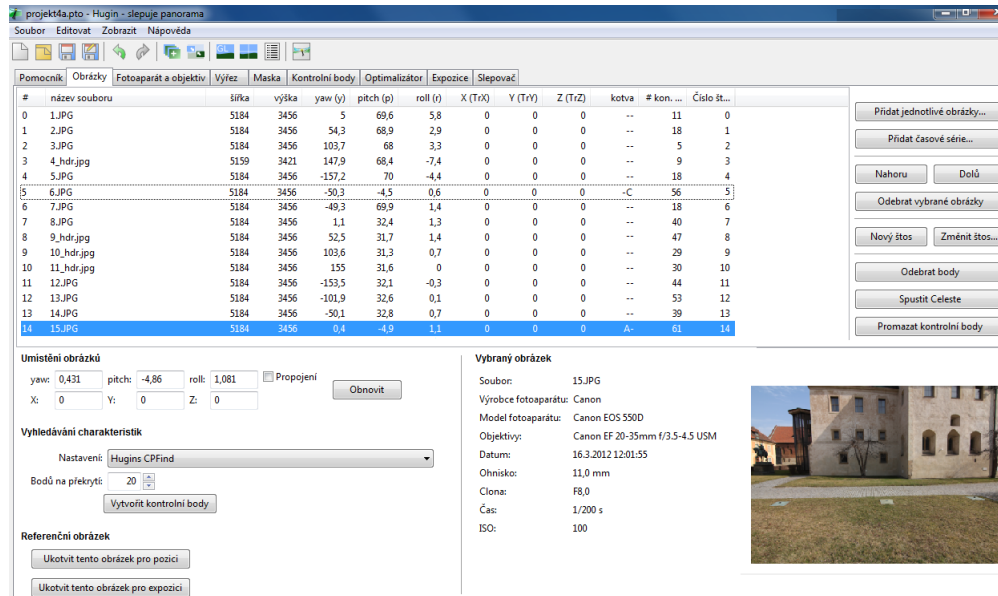 projekt4a.pto - Hugin - slepuje panorama
Soubor Editovat Zobrazit Nápověda
Pomocník Obrázky Fotoaparát a objektiv Výřez Maska Kontrolní body Optimalizátor Expozice Slepovač
# název souboru šířka výška yaw (y) pitch (p) roll (r) X (TrX) Y (TrY) Z (TrZ) kotva # kon. ... Číslo št...
0 1.JPG 5184 3456 5 69,6 5,8 0 0 0 -- 11 0
1 2.JPG 5184 3456 54,3 68,9 2,9 0 0 0 -- 18 1
2 3.JPG 5184 3456 103,7 68 3,3 0 0 0 -- 5 2
3 4_hdr.jpg 5159 3421 147,9 68,4 -7,4 0 0 0 -- 9 3
4 5.JPG 5184 3456 -157,2 70 -4,4 0 0 0 -- 18 4
5 6.JPG 5184 3456 -50,3 -4,5 0,6 0 0 0 -C 56 5
6 7.JPG 5184 3456 -49,3 69,9 1,4 0 0 0 -- 18 6
7 8.JPG 5184 3456 1,1 32,4 1,3 0 0 0 -- 40 7
8 9_hdr.jpg 5184 3456 52,5 31,7 1,4 0 0 0 -- 47 8
9 10_hdr.jpg 5184 3456 103,6 31,3 0,7 0 0 0 -- 29 9
10 11_hdr.jpg 5184 3456 155 31,6 0 0 0 0 -- 30 10
11 12.JPG 5184 3456 -153,5 32,1 -0,3 0 0 0 -- 44 11
12 13.JPG 5184 3456 -101,9 32,6 0,1 0 0 0 -- 53 12
13 14.JPG 5184 3456 -50,1 32,8 0,7 0 0 0 -- 39 13
14 15.JPG 5184 3456 0,4 -4,9 1,1 0 0 0 A- 61 14
Přidat jednotlivé obrázky...
Přidat časové série...
Nahoru Dolů
Odebrat vybrané obrázky
Nový štos Změnit štos...
Odebrat body
Spustit Celeste
Promazat kontrolní body
Umístění obrázků
yaw: 0,431 pitch: -4,86 roll: 1,081 Propojení
X: 0 Y: 0 Z: 0
Obnovit
Vyhledávání charakteristik
Nastavení: Hugins CPFind
Bodů na překrytí: 20
Vytvořit kontrolní body
Referenční obrázek
Ukotvit tento obrázek pro pozici
Ukotvit tento obrázek pro expozici
Vybraný obrázek
Soubor: 15.JPG
Výrobce fotoaparátu: Canon
Model fotoaparátu: Canon EOS 550D
Objektivy: Canon EF 20-35mm f/3.5-4.5 USM
Datum: 16.3.2012 12:01:55
Ohnisko: 11,0 mm
Clona: F8,0
Čas: 1/200 s
ISO: 100